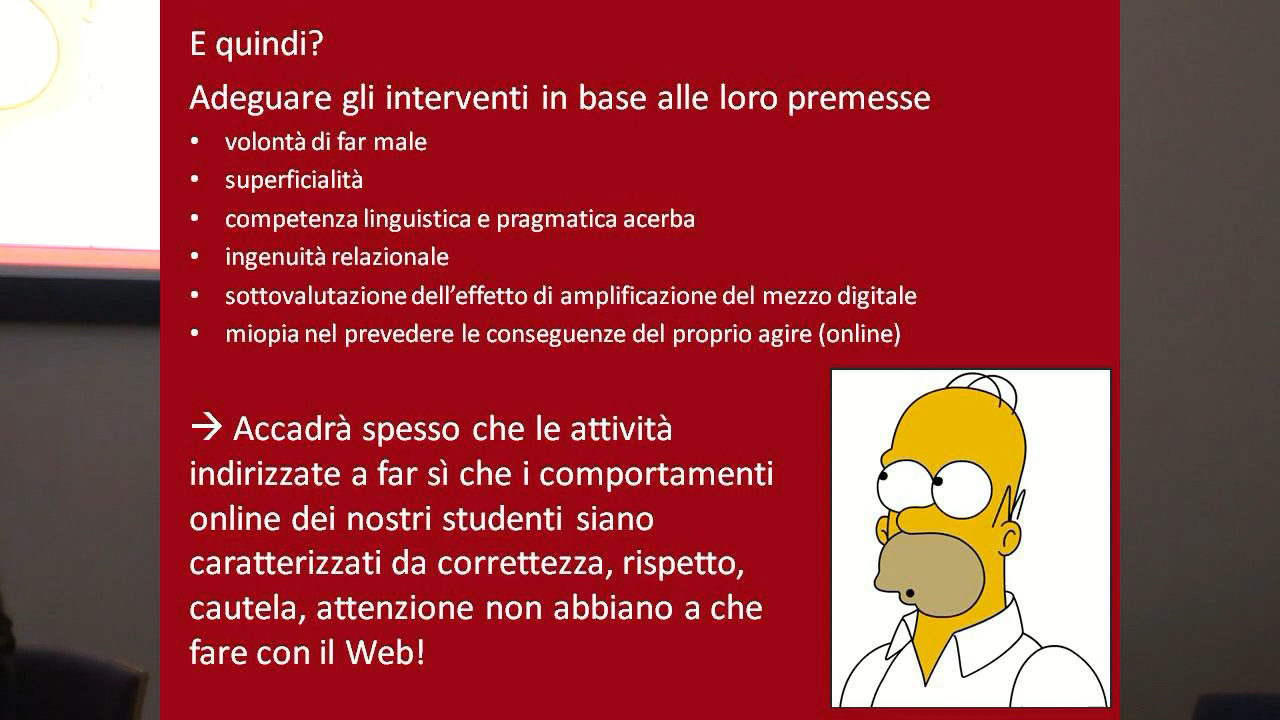 E quindi?
Adeguare gli interventi in base alle loro premesse
• volontà di far male
• superficialità
• competenza linguistica e pragmatica acerba
• ingenuità relazionale
• sottovalutazione dell’effetto di amplificazione del mezzo digitale
• miopia nel prevedere le conseguenze del proprio agire (online)
→ Accadrà spesso che le attività
indirizzate a far sì che i comportamenti
online dei nostri studenti siano
caratterizzati da correttezza, rispetto,
cautela, attenzione non abbiano a che
fare con il Web!